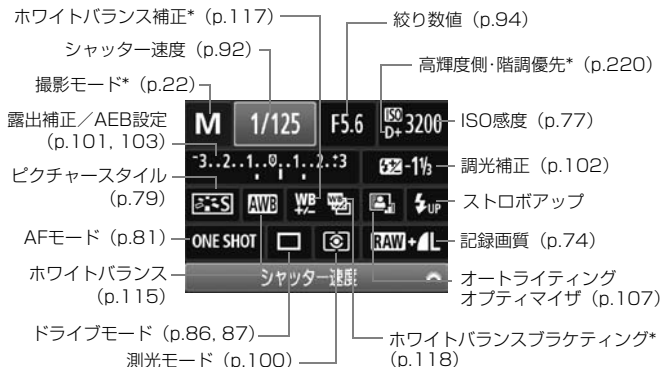 ホワイトバランス補正*（p.117）
絞り数値（p.94）
シャッター速度（p.92）
高輝度側・階調優先*（p.220）
撮影モード*（p.22）
露出補正／AEB設定
（p.101, 103）
M 1/125 F5.6 ISO D+ 3200
ISO感度（p.77）
-3..2..1..0..1..2.:+3
-1⅓
調光補正（p.102）
ピクチャースタイル
（p.79）
S AWB WB +/- WB UP
ストロボアップ
AFモード（p.81）
ONE SHOT RAW+L
記録画質（p.74）
シャッター速度
ホワイトバランス
（p.115）
オートライティング
オプティマイザ（p.107）
ドライブモード（p.86, 87）
測光モード（p.100）
ホワイトバランスブラケティング*
（p.118）